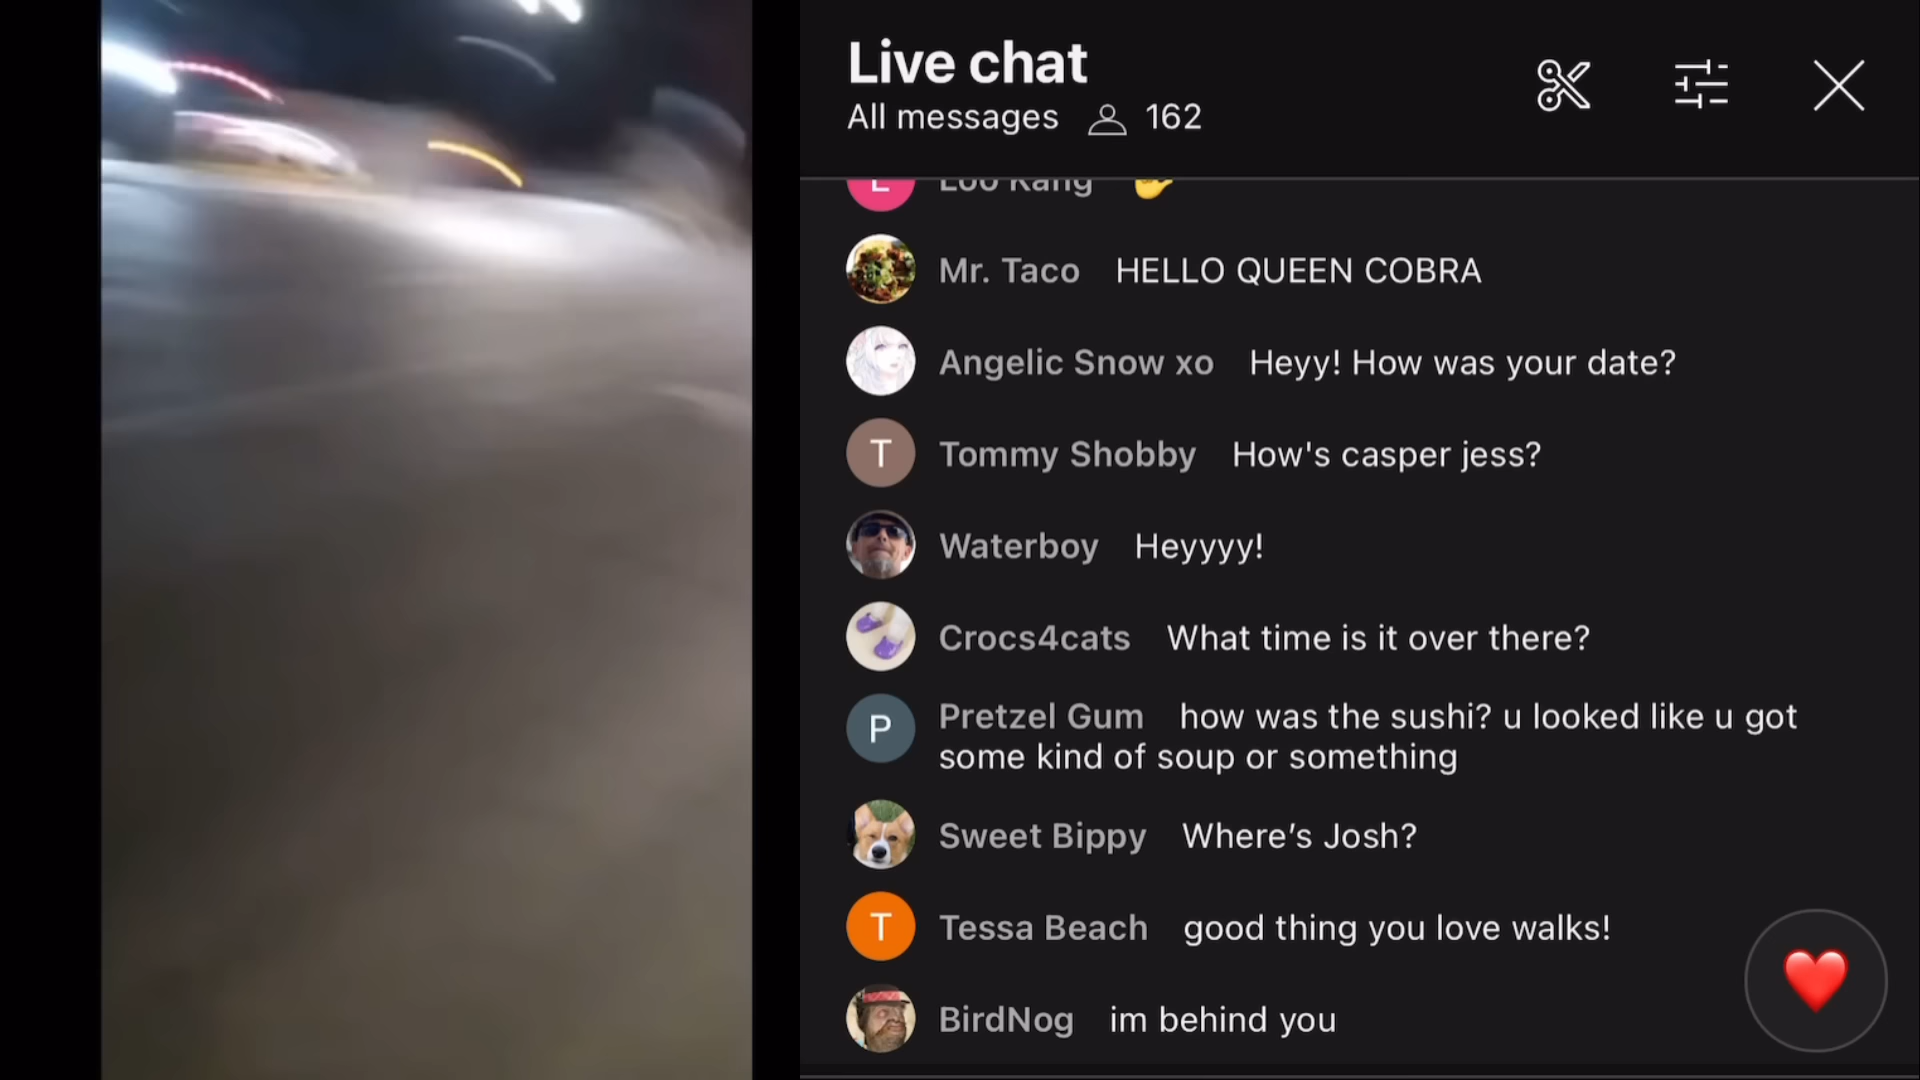 Live chat
All messages 162
Loo Kang
Mr. Taco HELLO QUEEN COBRA
Angelic Snow xo Heyy! How was your date?
T Tommy Shobby How's casper jess?
Waterboy Heyyyy!
Crocs4cats What time is it over there?
P Pretzel Gum how was the sushi? u looked like u got
some kind of soup or something
Sweet Bippy Where’s Josh?
T Tessa Beach good thing you love walks!
BirdNog im behind you